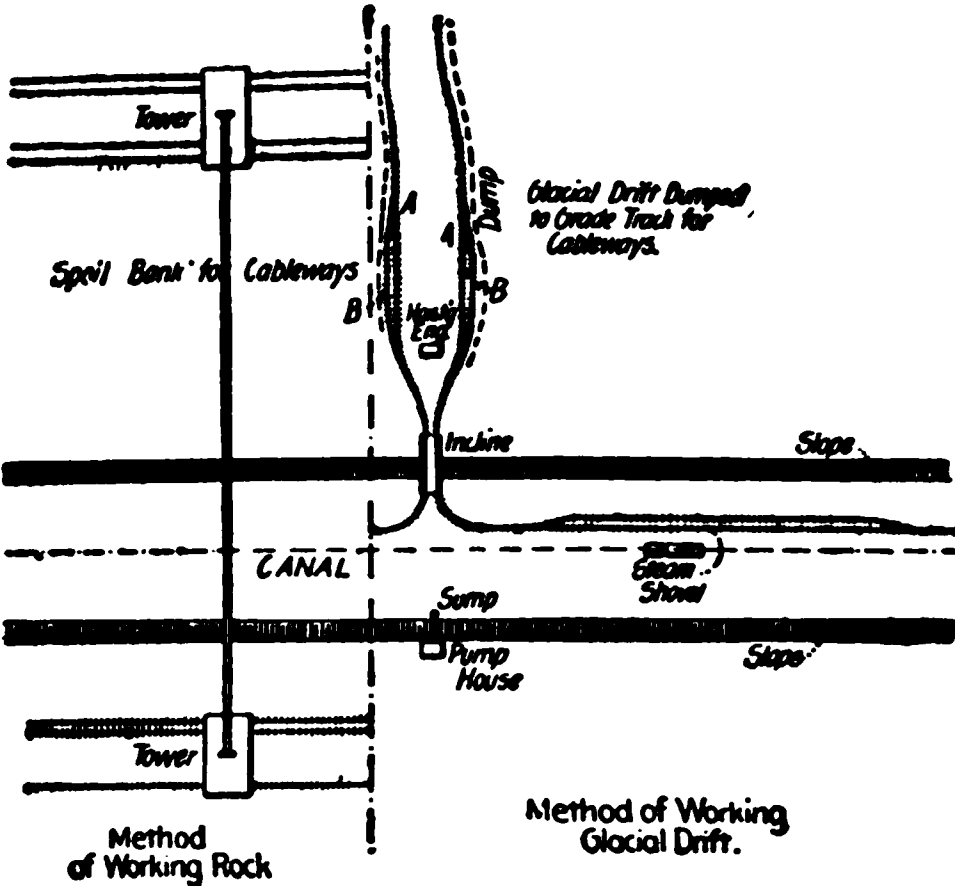 Tower
A
A
Dump
Glacial Drift Dumped
to Grade Track for
Cableways.
Spoil Bank for Cableways
B
B
Eng.
Incline
Slope
CANAL
Steam
Shovel
Sump
Pump
House
Slope
Tower
Method
of Working Rock
Method of Working
Glacial Drift.